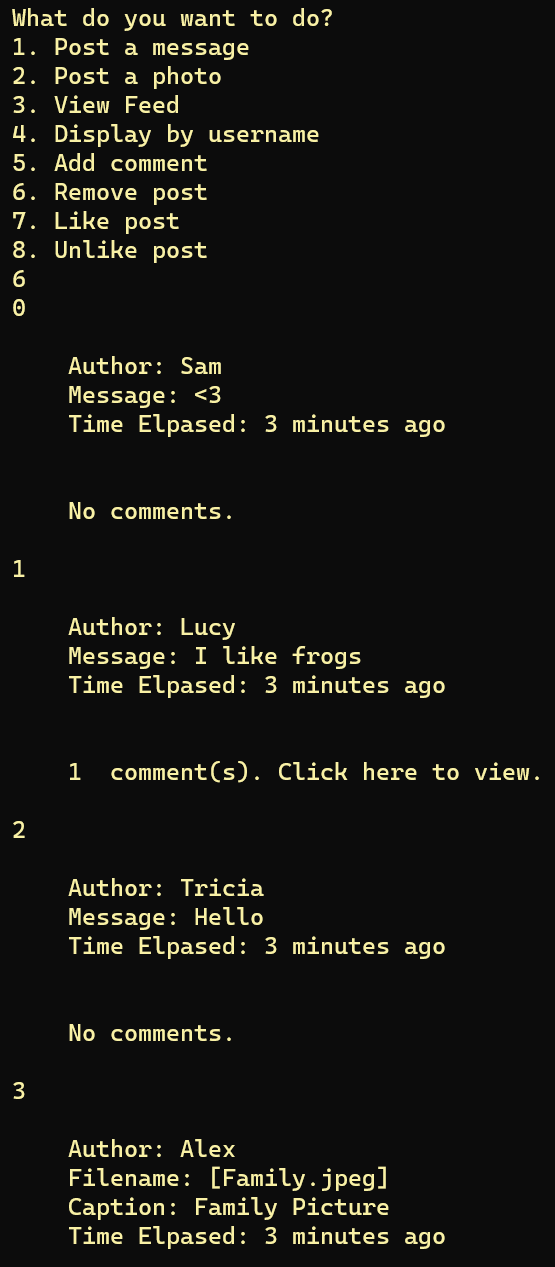 What do you want to do?
1. Post a message
2. Post a photo
3. View Feed
4. Display by username
5. Add comment
6. Remove post
7. Like post
8. Unlike post
6
0
Author: Sam
Message: <3
Time Elpased: 3 minutes ago
No comments.
1
Author: Lucy
Message: I like frogs
Time Elpased: 3 minutes ago
1  comment(s). Click here to view.
2
Author: Tricia
Message: Hello
Time Elpased: 3 minutes ago
No comments.
3
Author: Alex
Filename: [Family.jpeg]
Caption: Family Picture
Time Elpased: 3 minutes ago